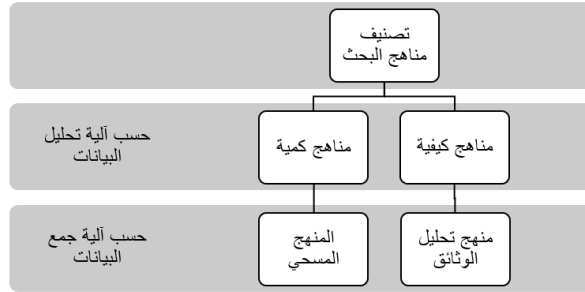 تصنيف
مناهج البحث
مناهج كيفية
مناهج كمية
حسب آلية تحليل
البيانات
منهج تحليل
الوثائق
المنهج
المسحي
حسب آلية جمع
البيانات